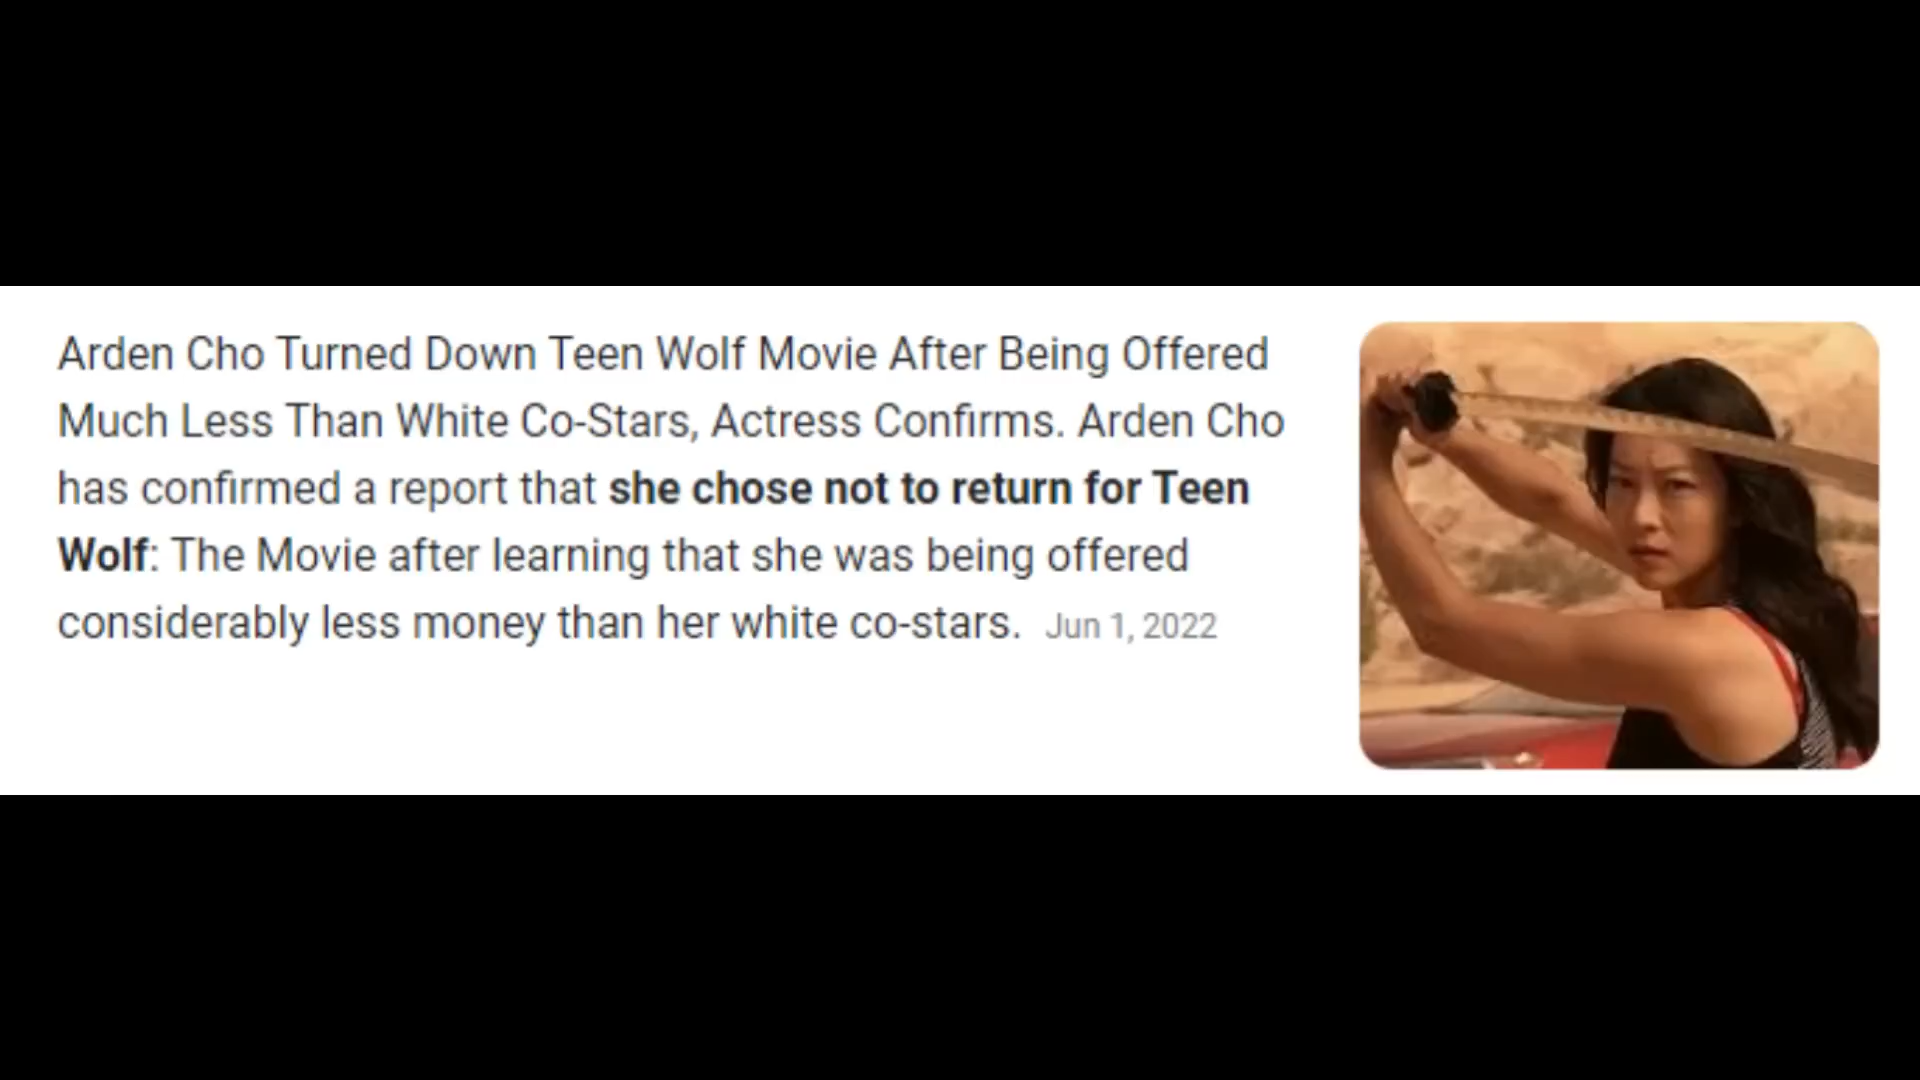 Arden Cho Turned Down Teen Wolf Movie After Being Offered
Much Less Than White Co-Stars, Actress Confirms. Arden Cho
has confirmed a report that she chose not to return for Teen
Wolf: The Movie after learning that she was being offered
considerably less money than her white co-stars. Jun 1, 2022